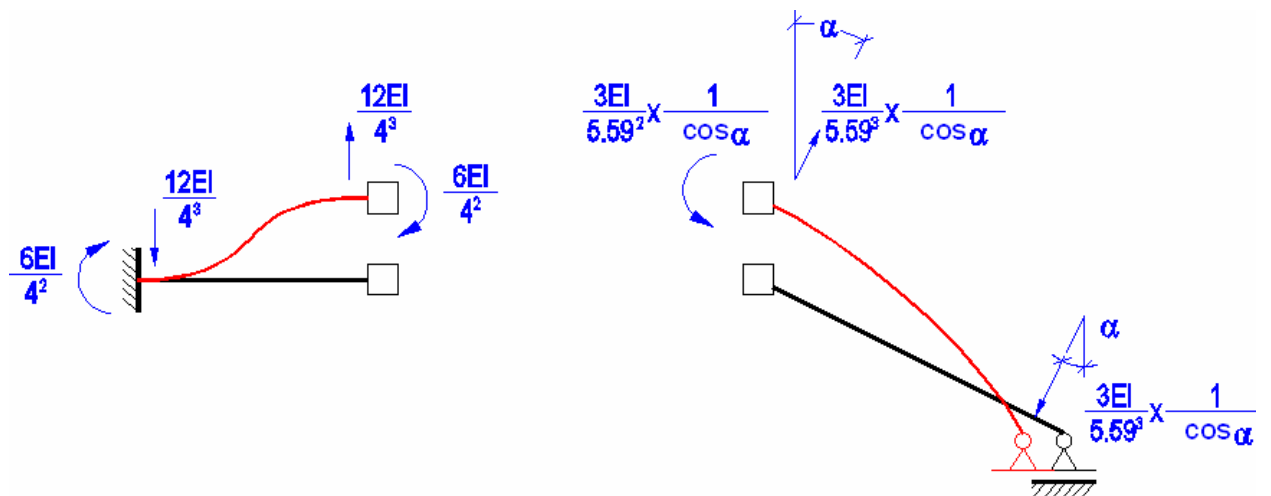 12EI/4³
12EI/4³
6EI/4²
6EI/4²
α
3EI/5.59² x 1/cosα
3EI/5.59³ x 1/cosα
α
3EI/5.59³ x 1/cosα